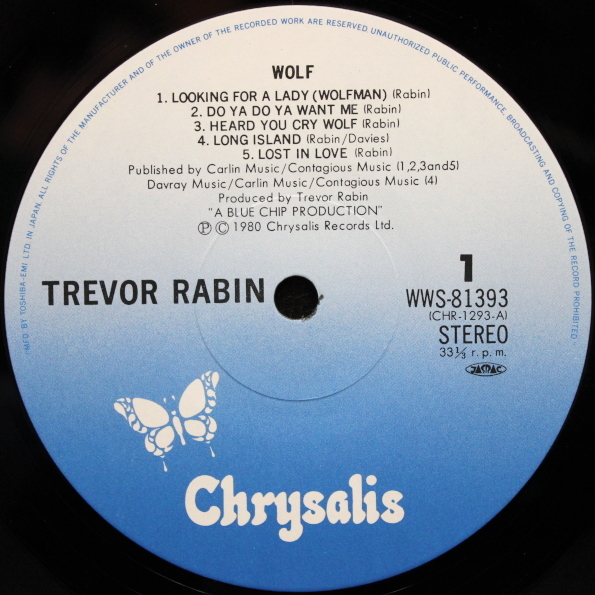 "MFD. BY TOSHIBA-EMI LTD. IN JAPAN. ALL RIGHTS OF THE MANUFACTURER AND OF THE OWNER OF THE RECORDED WORK ARE RESERVED. UNAUTHORIZED PUBLIC PERFORMANCE, BROADCASTING AND COPYING OF THE RECORD PROHIBITED."
WOLF
1. LOOKING FOR A LADY (WOLFMAN) (Rabin)
2. DO YA DO YA WANT ME (Rabin)
3. HEARD YOU CRY WOLF (Rabin)
4. LONG ISLAND (Rabin/Davies)
5. LOST IN LOVE (Rabin)
Published by Carlin Music/Contagious Music (1,2,3and5)
Davray Music/Carlin Music/Contagious Music (4)
Produced by Trevor Rabin
"A BLUE CHIP PRODUCTION"
Ⓟ © 1980 Chrysalis Records Ltd.
TREVOR RABIN
1
WWS-81393
(CHR-1293-A)
STEREO
33⅓ r.p.m.
JASRAC
Chrysalis